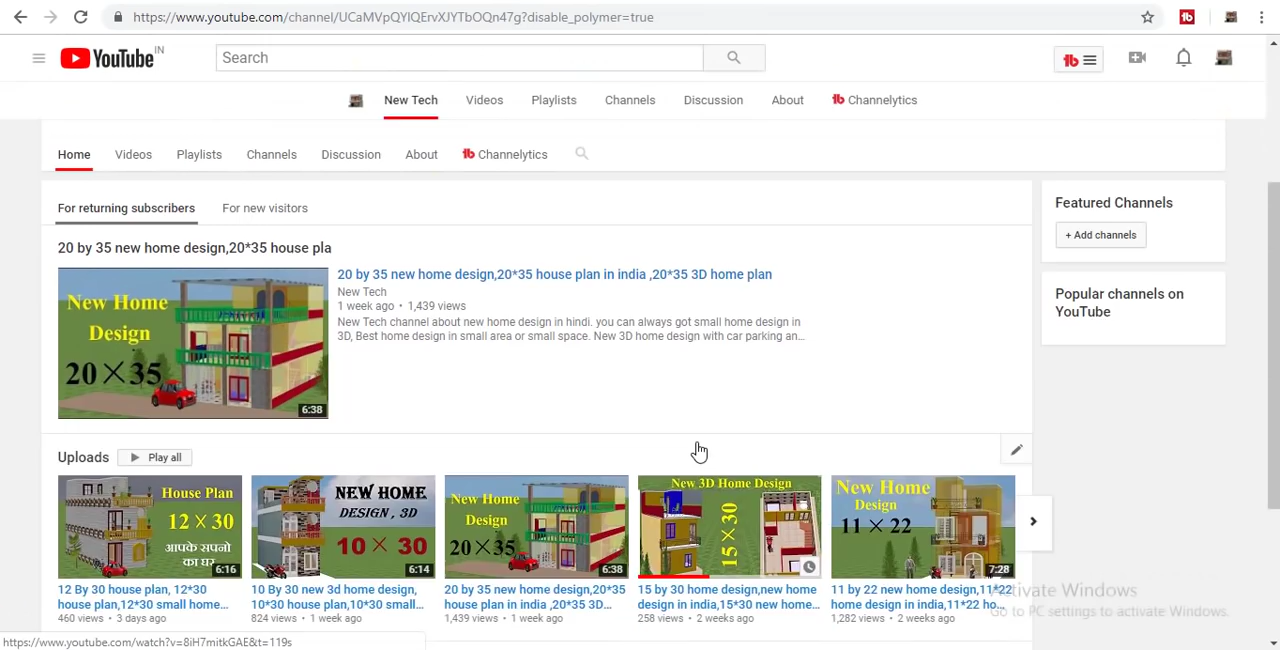 https://www.youtube.com/channel/UCaMVpQYlQErvXJYTbOQn47g?disable_polymer=true
YouTube IN
Search
New Tech Videos Playlists Channels Discussion About Channelytics
Home Videos Playlists Channels Discussion About Channelytics
For returning subscribers For new visitors
Featured Channels
+ Add channels
Popular channels on
YouTube
20 by 35 new home design,20*35 house pla
New Home
Design
20×35
6:38
20 by 35 new home design,20*35 house plan in india ,20*35 3D home plan
New Tech
1 week ago • 1,439 views
New Tech channel about new home design in hindi. you can always got small home design in
3D, Best home design in small area or small space. New 3D home design with car parking an...
Uploads Play all
House Plan
12×30
आपके सपनो
का घर
6:16
12 By 30 house plan, 12*30
house plan,12*30 small home...
460 views • 3 days ago
NEW HOME
DESIGN , 3D
10×30
6:14
10 By 30 new 3d home design,
10*30 house plan,10*30 small...
824 views • 1 week ago
New Home
Design
20×35
6:38
20 by 35 new home design,20*35
house plan in india ,20*35 3D...
1,439 views • 1 week ago
New 3D Home Design
15×30
15 by 30 home design,new home
design in india,15*30 new home...
258 views • 2 weeks ago
New Home
Design
11×22
7:28
11 by 22 new home design,11*22
home design in india,11*22 ho...
1,282 views • 2 weeks ago
Activate Windows
Go to PC settings to activate Windows.
https://www.youtube.com/watch?v=8iH7mitkGAE&t=119s